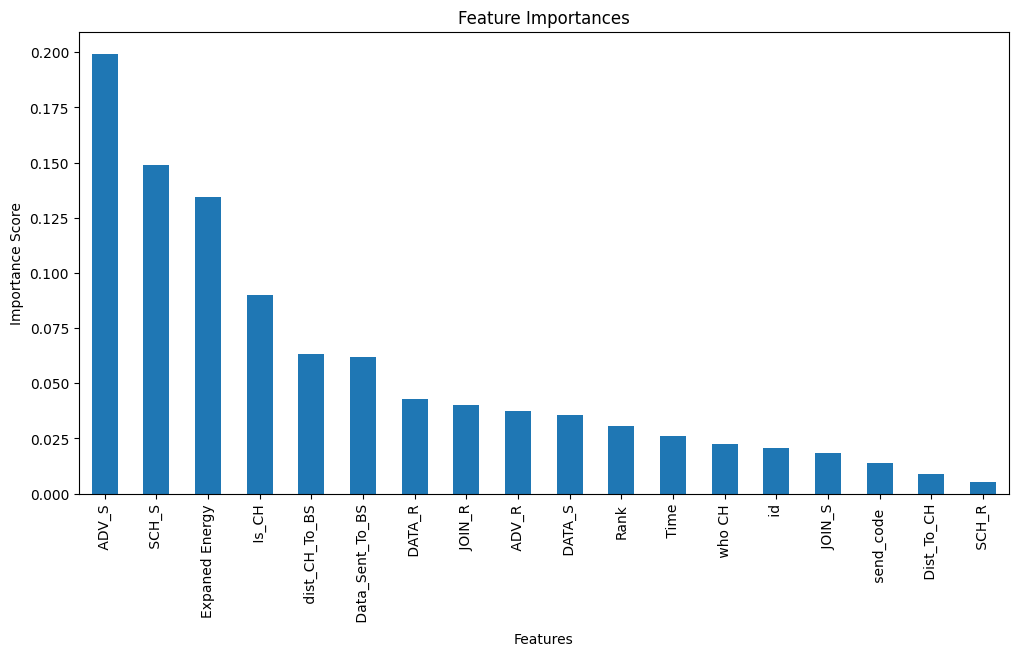 Feature Importances
Importance Score
0.200
0.175
0.150
0.125
0.100
0.075
0.050
0.025
0.000
ADV_S
SCH_S
Expaned Energy
Is_CH
dist_CH_To_BS
Data_Sent_To_BS
DATA_R
JOIN_R
ADV_R
DATA_S
Rank
Time
who CH
id
JOIN_S
send_code
Dist_To_CH
SCH_R
Features